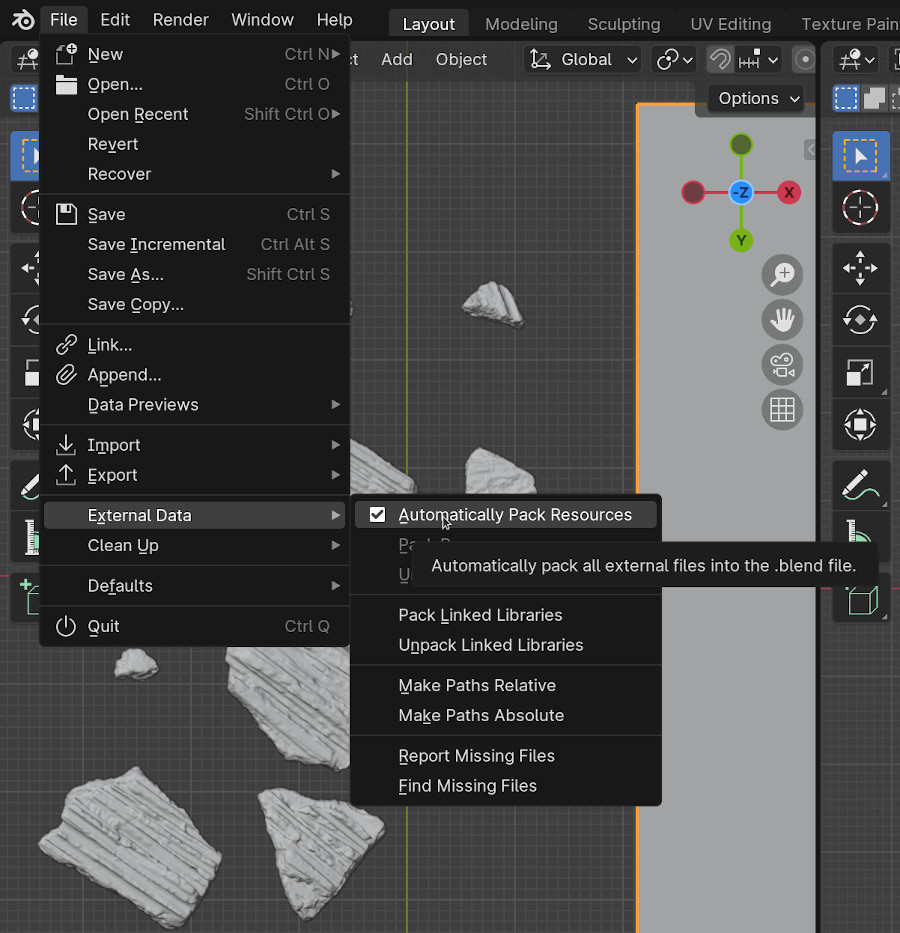 File Edit Render Window Help Layout Modeling Sculpting UV Editing Texture Pain
Add Object Global
Options
New Ctrl N
Open... Ctrl O
Open Recent Shift Ctrl O
Revert
Recover
Save Ctrl S
Save Incremental Ctrl Alt S
Save As... Shift Ctrl S
Save Copy...
Link...
Append...
Data Previews
Import
Export
External Data
Clean Up
Defaults
Quit Ctrl Q
-Z
X
Y
Automatically Pack Resources
Automatically pack all external files into the .blend file.
Pack Linked Libraries
Unpack Linked Libraries
Make Paths Relative
Make Paths Absolute
Report Missing Files
Find Missing Files